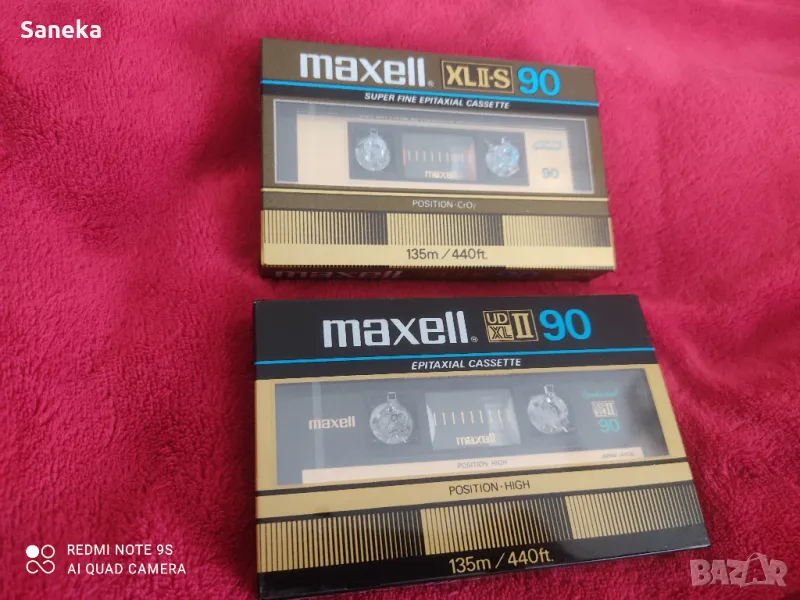 Saneka
maxell® XLII-S 90
SUPER FINE EPITAXIAL CASSETTE
maxell
90
POSITION·CrO₂
135m/440ft.
maxell
maxell® UD XL II 90
EPITAXIAL CASSETTE
maxell
maxell
UD XL II
90
POSITION HIGH
POSITION·HIGH
135m/440ft.
REDMI NOTE 9S
AI QUAD CAMERA
BAZAR